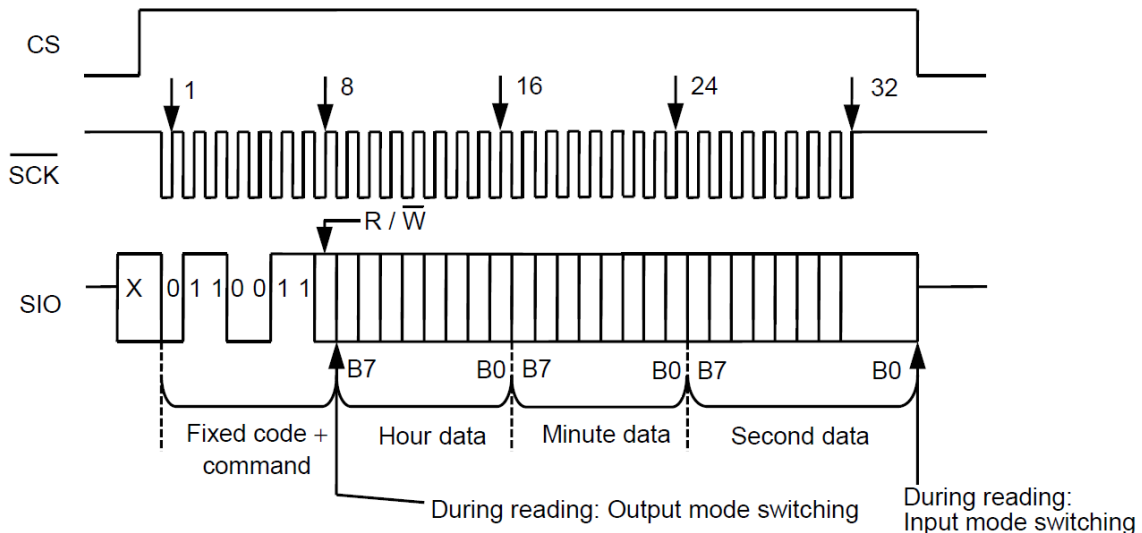 CS
1 8 16 24 32
S̅C̅K̅
R / W̅
SIO
X 0 1 1 0 0 1 1
B7 B0 B7 B0 B7 B0
Fixed code +
command
Hour data
Minute data
Second data
During reading: Output mode switching
During reading:
Input mode switching